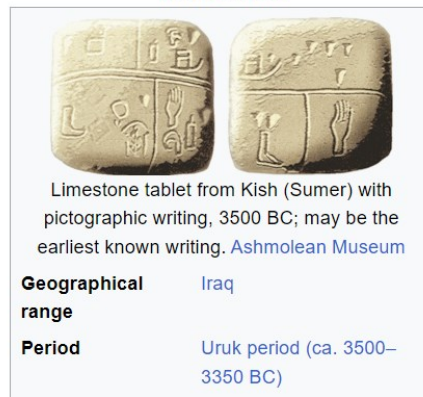 Limestone tablet from Kish (Sumer) with
pictographic writing, 3500 BC; may be the
earliest known writing. Ashmolean Museum
Geographical Iraq
range
Period Uruk period (ca. 3500–
3350 BC)